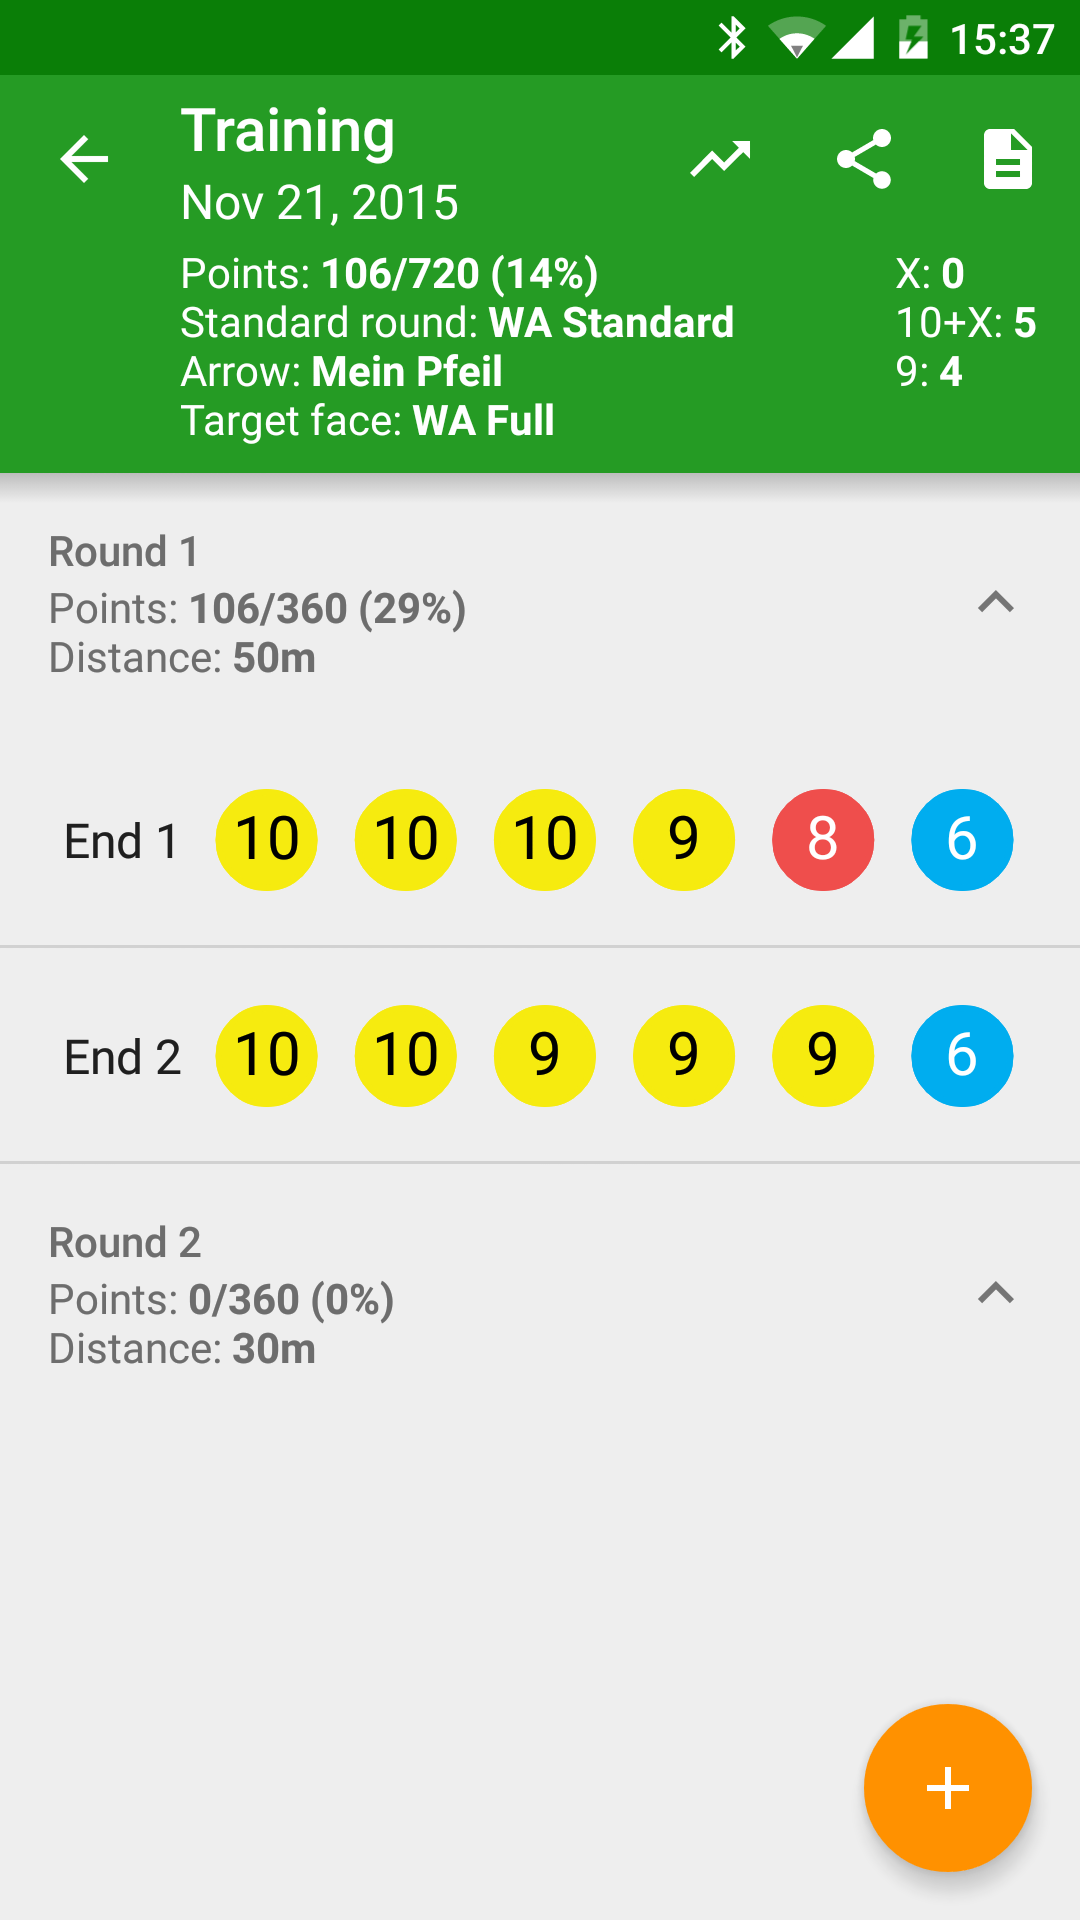 15:37
Training
Nov 21, 2015
Points: 106/720 (14%) X: 0
Standard round: WA Standard 10+X: 5
Arrow: Mein Pfeil 9: 4
Target face: WA Full
Round 1
Points: 106/360 (29%)
Distance: 50m
End 1 10 10 10 9 8 6
End 2 10 10 9 9 9 6
Round 2
Points: 0/360 (0%)
Distance: 30m